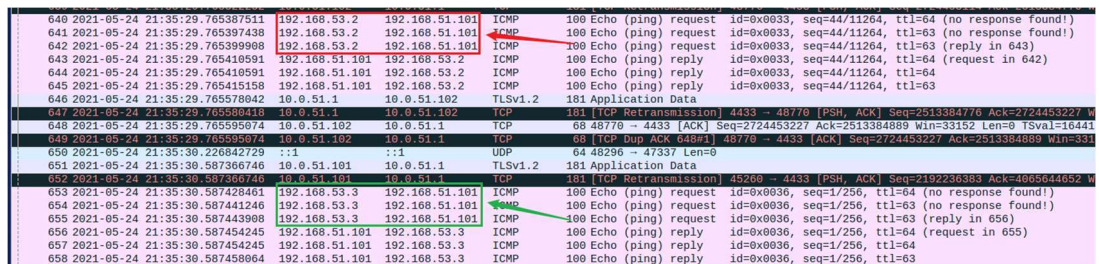 640 2021-05-24 21:35:29.765387511 192.168.53.2 192.168.51.101 ICMP 100 Echo (ping) request id=0x0033, seq=44/11264, ttl=64 (no response found!)
641 2021-05-24 21:35:29.765397438 192.168.53.2 192.168.51.101 ICMP 100 Echo (ping) request id=0x0033, seq=44/11264, ttl=63 (no response found!)
642 2021-05-24 21:35:29.765399908 192.168.53.2 192.168.51.101 ICMP 100 Echo (ping) request id=0x0033, seq=44/11264, ttl=63 (reply in 643)
643 2021-05-24 21:35:29.765410591 192.168.51.101 192.168.53.2 ICMP 100 Echo (ping) reply id=0x0033, seq=44/11264, ttl=64 (request in 642)
644 2021-05-24 21:35:29.765410591 192.168.51.101 192.168.53.2 ICMP 100 Echo (ping) reply id=0x0033, seq=44/11264, ttl=64
645 2021-05-24 21:35:29.765415158 192.168.51.101 192.168.53.2 ICMP 100 Echo (ping) reply id=0x0033, seq=44/11264, ttl=63
646 2021-05-24 21:35:29.765578042 10.0.51.1 10.0.51.102 TLSv1.2 181 Application Data
647 2021-05-24 21:35:29.765580418 10.0.51.1 10.0.51.102 TCP 181 [TCP Retransmission] 4433 → 48770 [PSH, ACK] Seq=2513384776 Ack=2724453227 W
648 2021-05-24 21:35:29.765595074 10.0.51.102 10.0.51.1 TCP 68 48770 → 4433 [ACK] Seq=2724453227 Ack=2513384889 Win=33152 Len=0 TSval=16441
649 2021-05-24 21:35:29.765595074 10.0.51.102 10.0.51.1 TCP 68 [TCP Dup ACK 648#1] 48770 → 4433 [ACK] Seq=2724453227 Ack=2513384889 Win=331
650 2021-05-24 21:35:30.226842729 ::1 ::1 UDP 64 48296 → 47337 Len=0
651 2021-05-24 21:35:30.587366746 10.0.51.101 10.0.51.1 TLSv1.2 181 Application Data
652 2021-05-24 21:35:30.587366746 10.0.51.101 10.0.51.1 TCP 181 [TCP Retransmission] 45260 → 4433 [PSH, ACK] Seq=2192236383 Ack=4065644652 W
653 2021-05-24 21:35:30.587428461 192.168.53.3 192.168.51.101 ICMP 100 Echo (ping) request id=0x0036, seq=1/256, ttl=64 (no response found!)
654 2021-05-24 21:35:30.587441246 192.168.53.3 192.168.51.101 ICMP 100 Echo (ping) request id=0x0036, seq=1/256, ttl=63 (no response found!)
655 2021-05-24 21:35:30.587443908 192.168.53.3 192.168.51.101 ICMP 100 Echo (ping) request id=0x0036, seq=1/256, ttl=63 (reply in 656)
656 2021-05-24 21:35:30.587454245 192.168.51.101 192.168.53.3 ICMP 100 Echo (ping) reply id=0x0036, seq=1/256, ttl=64 (request in 655)
657 2021-05-24 21:35:30.587454245 192.168.51.101 192.168.53.3 ICMP 100 Echo (ping) reply id=0x0036, seq=1/256, ttl=64
658 2021-05-24 21:35:30.587458064 192.168.51.101 192.168.53.3 ICMP 100 Echo (ping) reply id=0x0036, seq=1/256, ttl=63